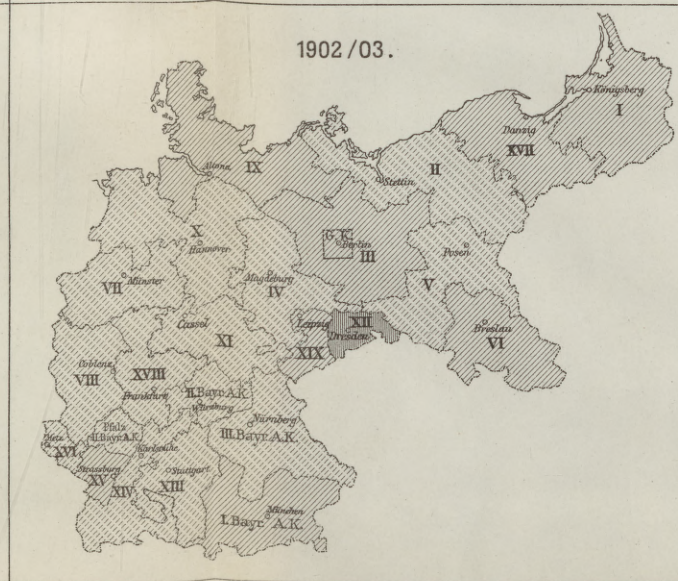 1902/03.
Königsberg
I
Danzig
XVII
IX
Altona
II
Stettin
X
Hannover
G.K.
Berlin
III
Posen
V
VII
Münster
Magdeburg
IV
Cassel
XI
Leipzig
XIX
XII
Dresden
Breslau
VI
Coblenz
VIII
XVIII
Frankfurt
II.Bayr.A.K.
Würzburg
Nürnberg
III.Bayr.A.K.
Pfalz
II.Bayr.A.K.
Metz
XVI
Karlsruhe
Strassburg
XV
XIV
Stuttgart
XIII
München
I.Bayr. A.K.